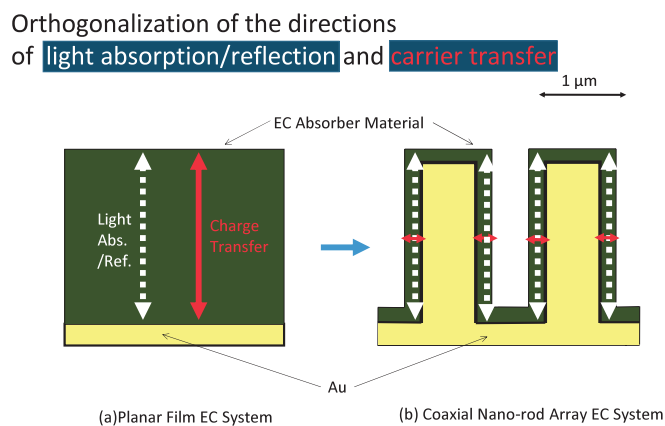 Orthogonalization of the directions
of light absorption/reflection and carrier transfer
1 μm
EC Absorber Material
Light
Abs.
/Ref.
Charge
Transfer
Au
(a)Planar Film EC System
(b) Coaxial Nano-rod Array EC System